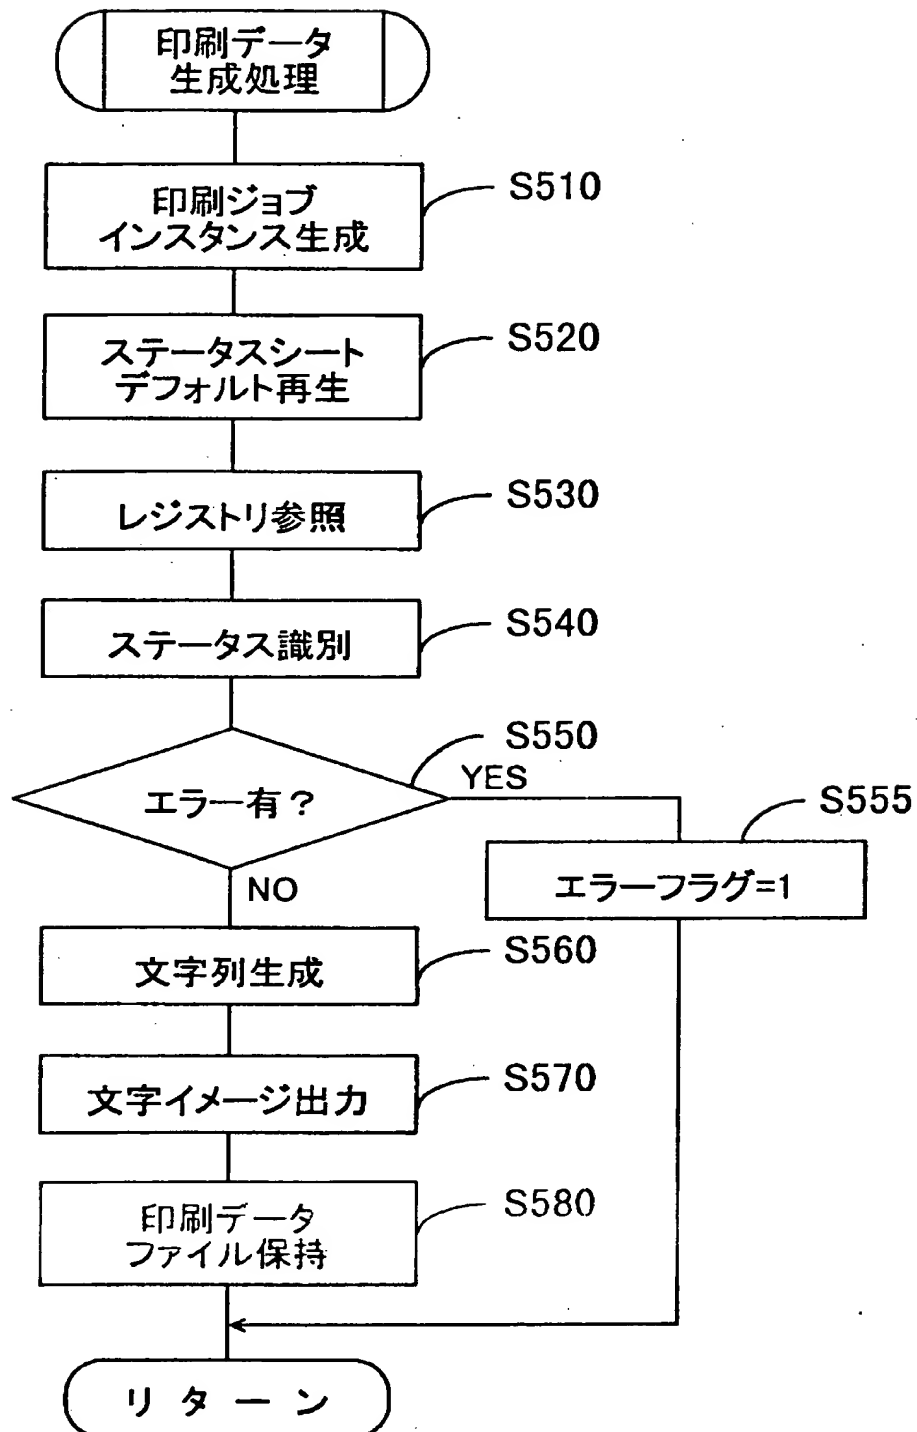 印刷データ
生成処理
印刷ジョブ
インスタンス生成
S510
ステータスシート
デフォルト再生
S520
レジストリ参照
S530
ステータス識別
S540
エラー有？
S550
YES
エラーフラグ=1
S555
NO
文字列生成
S560
文字イメージ出力
S570
印刷データ
ファイル保持
S580
リターン